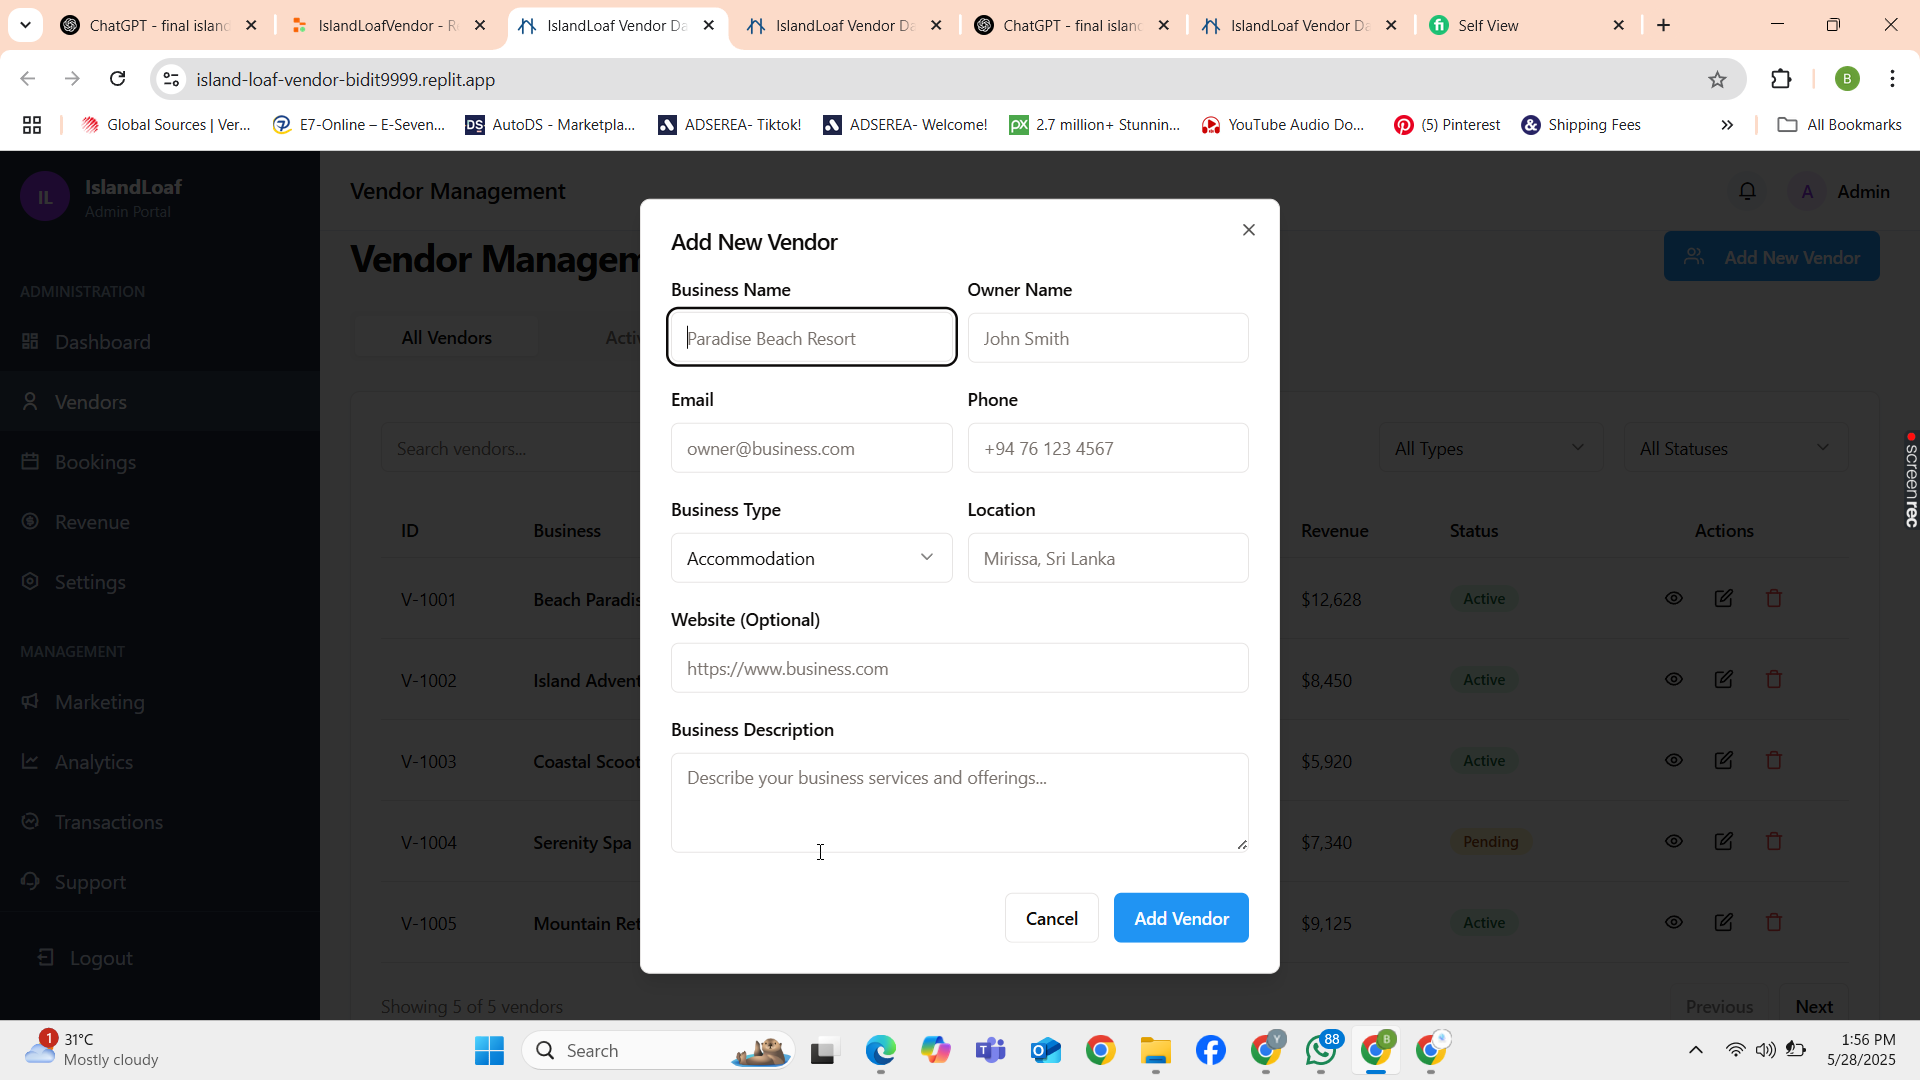 ChatGPT - final island
IslandLoafVendor - Re
IslandLoaf Vendor Da
IslandLoaf Vendor Da
ChatGPT - final island
IslandLoaf Vendor Da
Self View
island-loaf-vendor-bidit9999.replit.app
B
Global Sources | Ver...
E7-Online – E-Seven...
AutoDS - Marketpla...
ADSEREA- Tiktok!
ADSEREA- Welcome!
2.7 million+ Stunnin...
YouTube Audio Do...
(5) Pinterest
Shipping Fees
All Bookmarks
IL
IslandLoaf
Admin Portal
Vendor Management
A
Admin
Vendor Managem
Add New Vendor
ADMINISTRATION
Dashboard
Vendors
Bookings
Revenue
Settings
MANAGEMENT
Marketing
Analytics
Transactions
Support
Logout
All Vendors
Activ
Search vendors...
All Types
All Statuses
ID
Business
Revenue
Status
Actions
V-1001
Beach Paradis
$12,628
Active
V-1002
Island Advent
$8,450
Active
V-1003
Coastal Scoot
$5,920
Active
V-1004
Serenity Spa
$7,340
Pending
V-1005
Mountain Ret
$9,125
Active
Showing 5 of 5 vendors
Previous
Next
Add New Vendor
Business Name
Owner Name
Paradise Beach Resort
John Smith
Email
Phone
owner@business.com
+94 76 123 4567
Business Type
Location
Accommodation
Mirissa, Sri Lanka
Website (Optional)
https://www.business.com
Business Description
Describe your business services and offerings...
Cancel
Add Vendor
screenrec
1
31°C
Mostly cloudy
Search
88
1:56 PM
5/28/2025